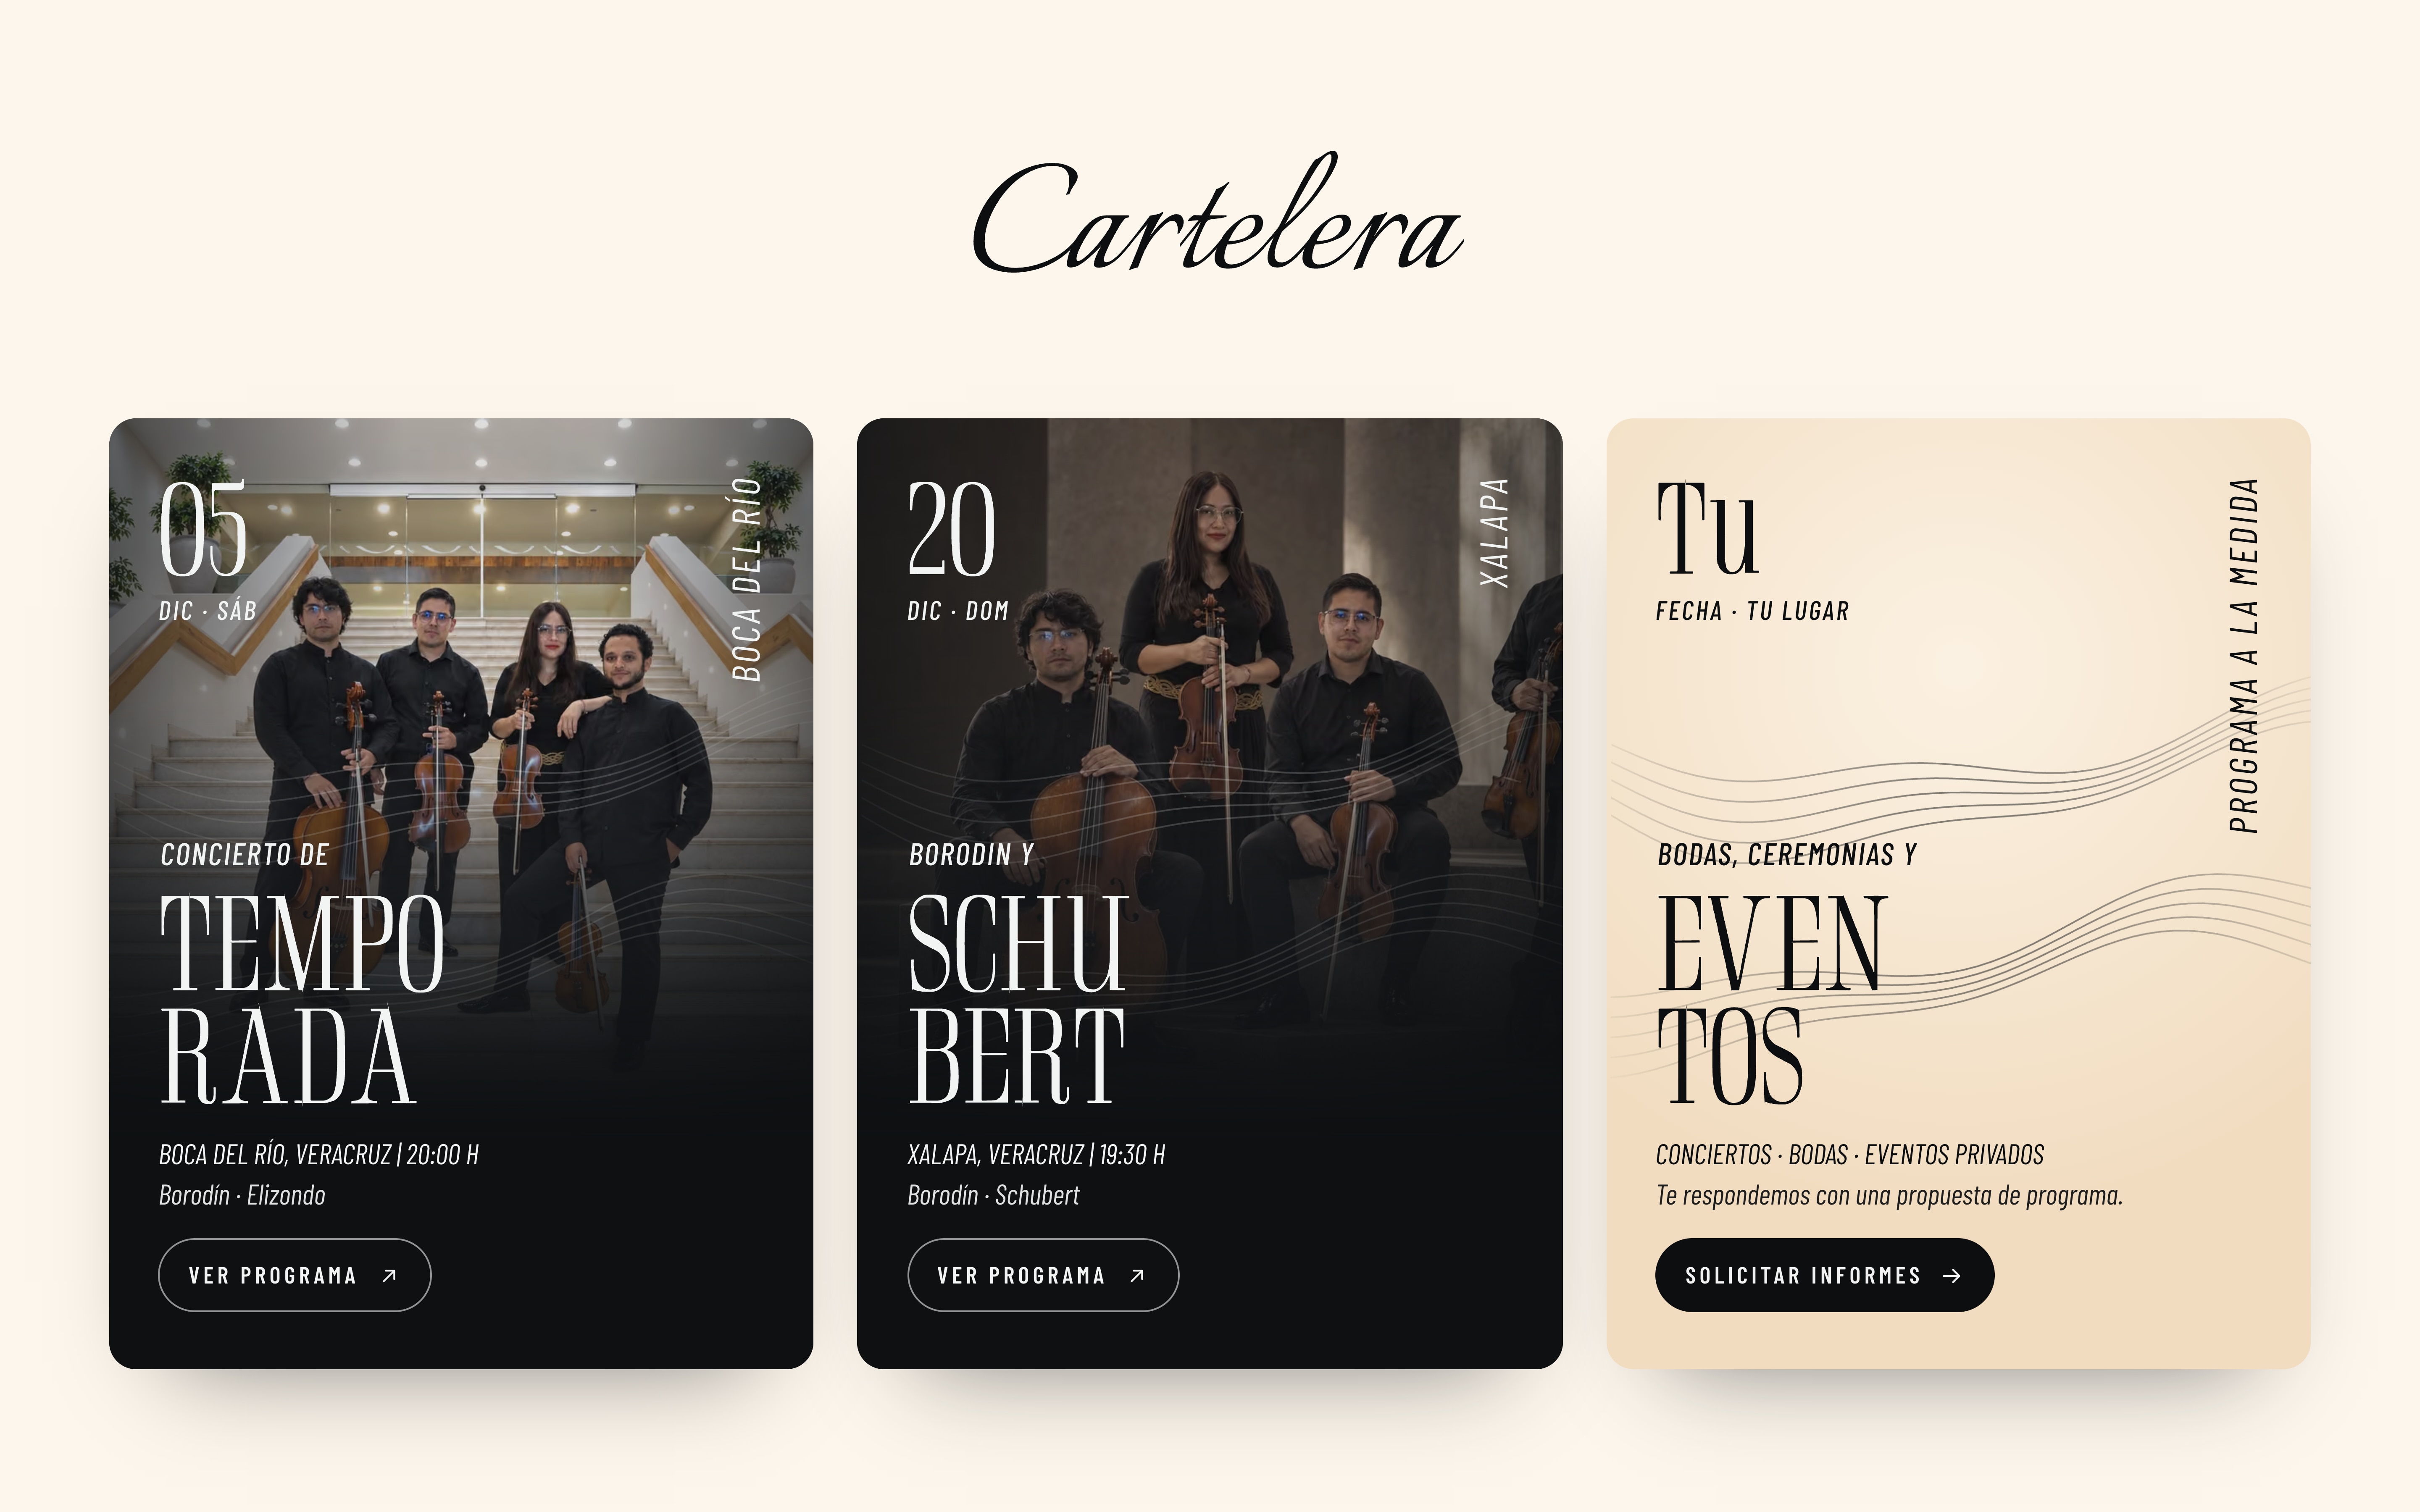 Cartelera
05
DIC · SÁB
BOCA DEL RÍO
CONCIERTO DE
TEMPO
RADA
BOCA DEL RÍO, VERACRUZ | 20:00 H
Borodín · Elizondo
VER PROGRAMA
20
DIC · DOM
XALAPA
BORODIN Y
SCHU
BERT
XALAPA, VERACRUZ | 19:30 H
Borodín · Schubert
VER PROGRAMA
Tu
FECHA · TU LUGAR
PROGRAMA A LA MEDIDA
BODAS, CEREMONIAS Y
EVEN
TOS
CONCIERTOS · BODAS · EVENTOS PRIVADOS
Te respondemos con una propuesta de programa.
SOLICITAR INFORMES